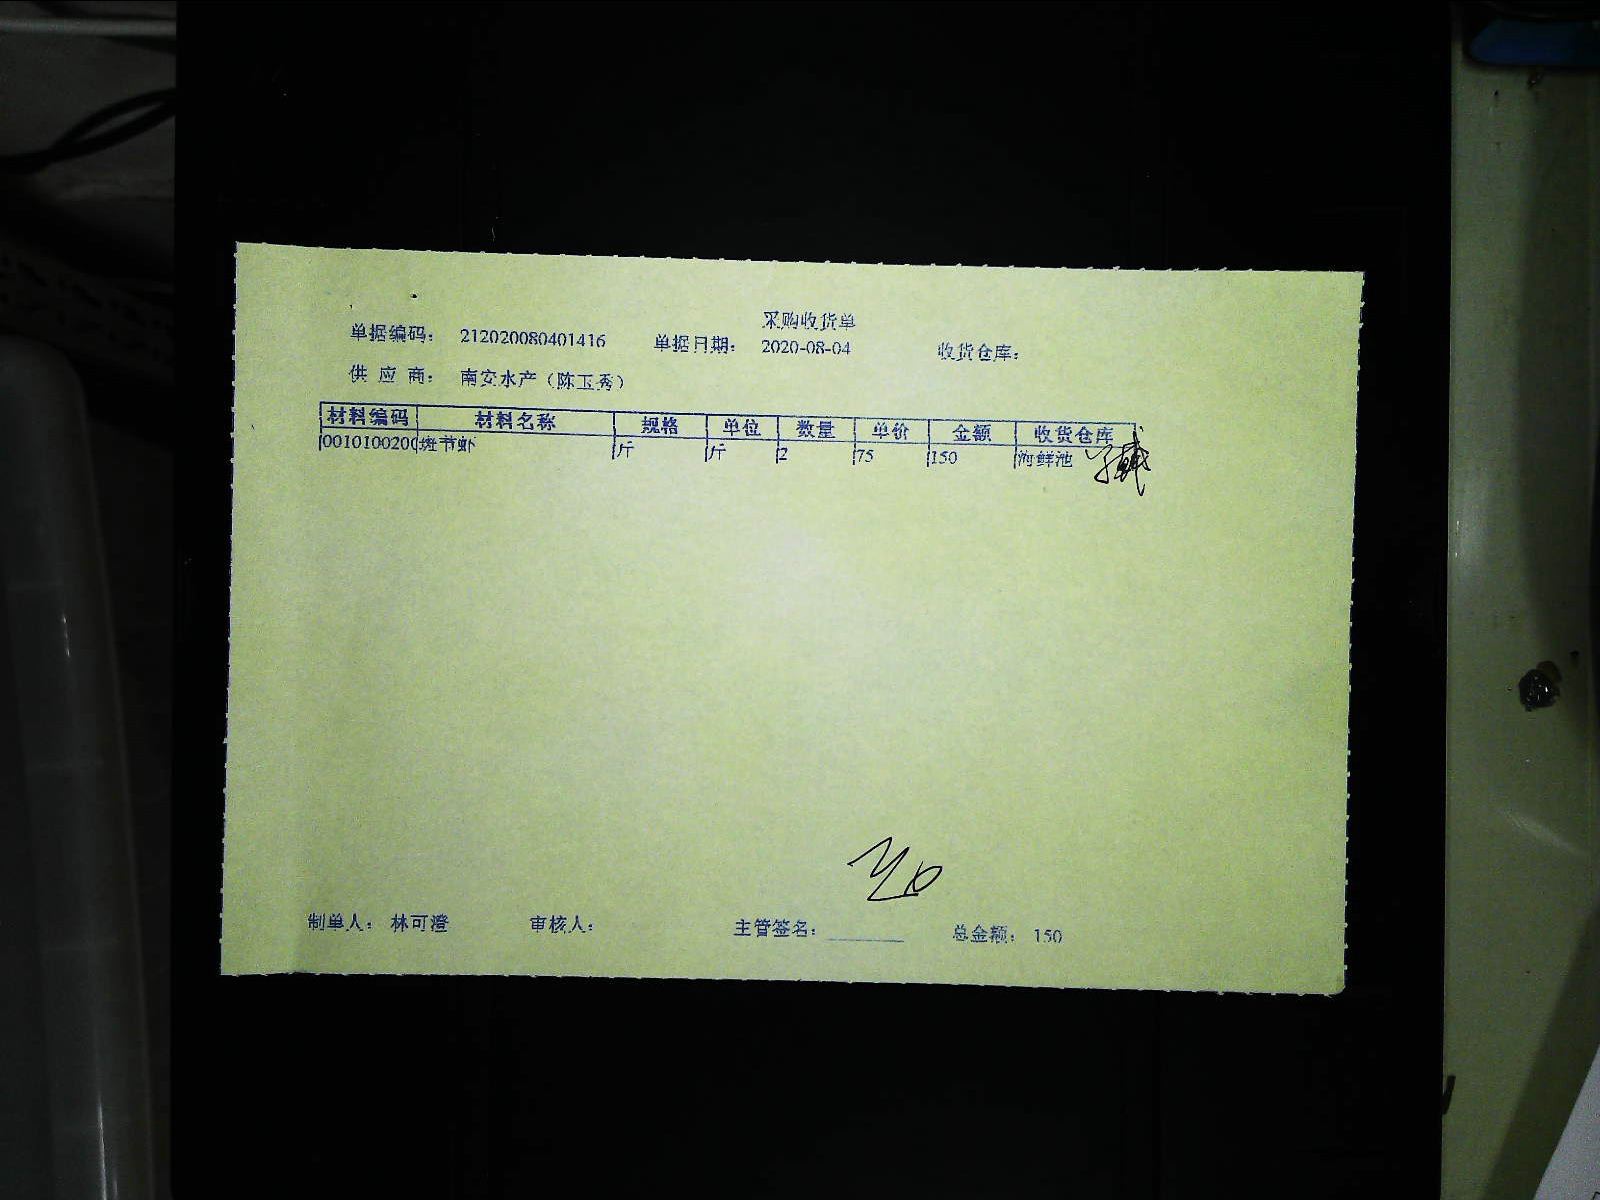 采购收货单
单据编码： 212020080401416 单据日期： 2020-08-04 收货仓库：
供 应 商： 南安水产（陈玉秀）
材料编码 材料名称 规格 单位 数量 单价 金额 收货仓库
0010100200 斑节虾 斤 斤 2 75 150 海鲜池
制单人： 林可澄 审核人： 主管签名： 总金额： 150